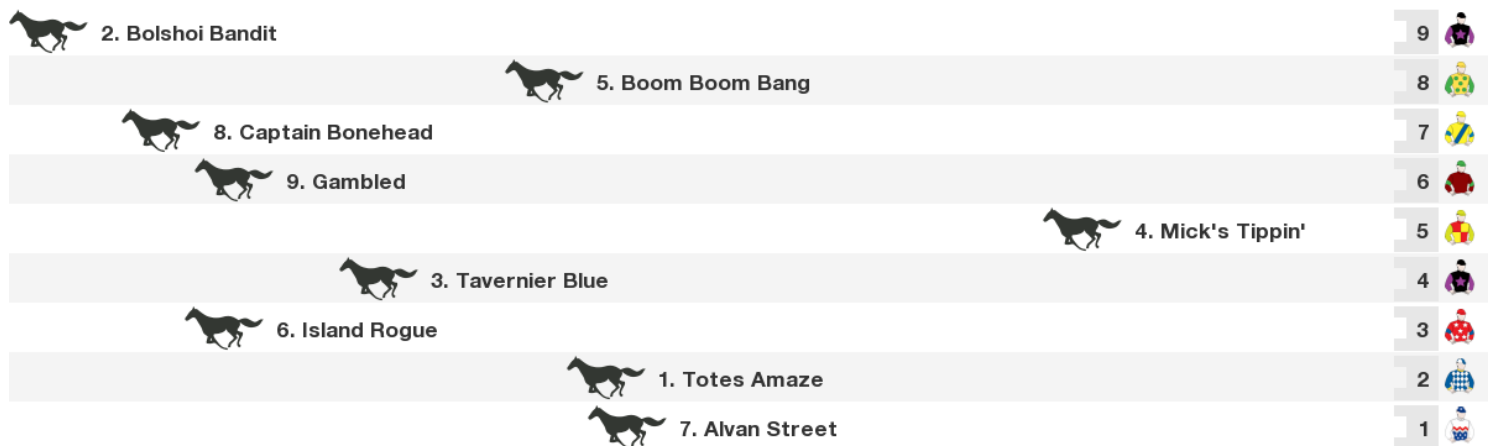 2. Bolshoi Bandit 9
5. Boom Boom Bang 8
8. Captain Bonehead 7
9. Gambled 6
4. Mick's Tippin' 5
3. Tavernier Blue 4
6. Island Rogue 3
1. Totes Amaze 2
7. Alvan Street 1